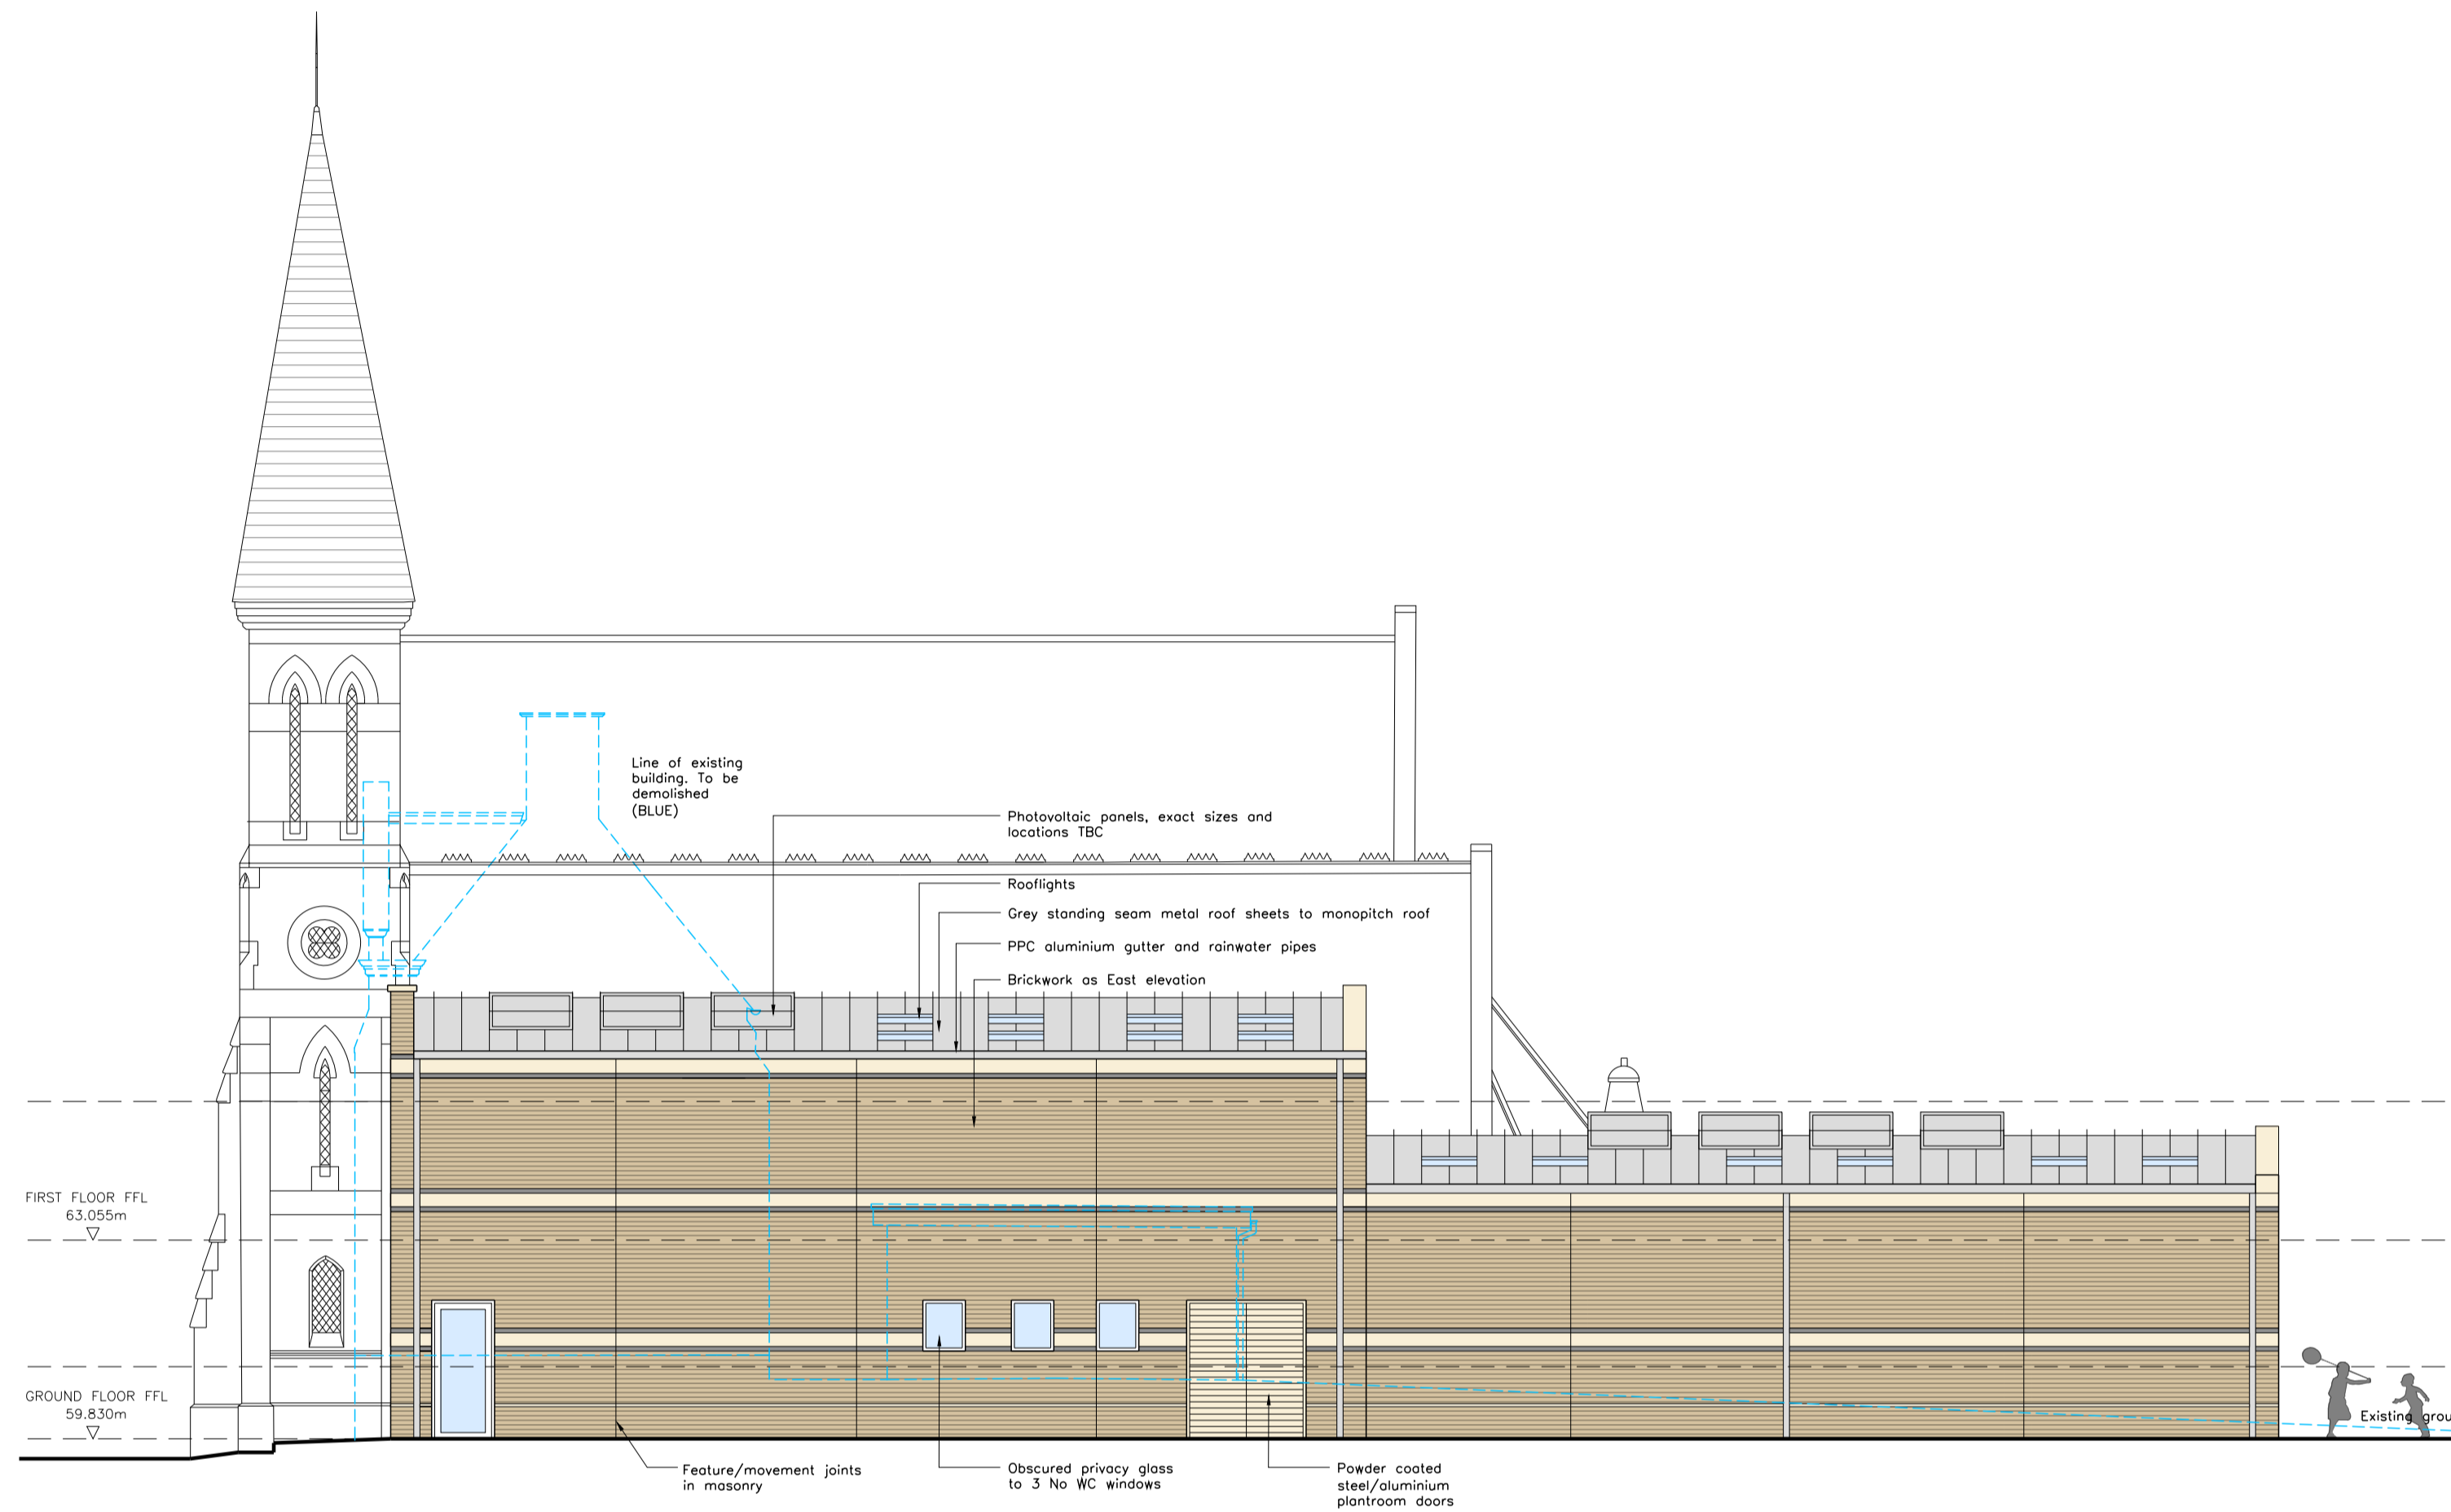 Line of existing
building. To be
demolished
(BLUE)
Photovoltaic panels, exact sizes and
locations TBC
Rooflights
Grey standing seam metal roof sheets to monopitch roof
PPC aluminium gutter and rainwater pipes
Brickwork as East elevation
FIRST FLOOR FFL
63.055m
GROUND FLOOR FFL
59.830m
Existing grou
Feature/movement joints
in masonry
Obscured privacy glass
to 3 No WC windows
Powder coated
steel/aluminium
plantroom doors